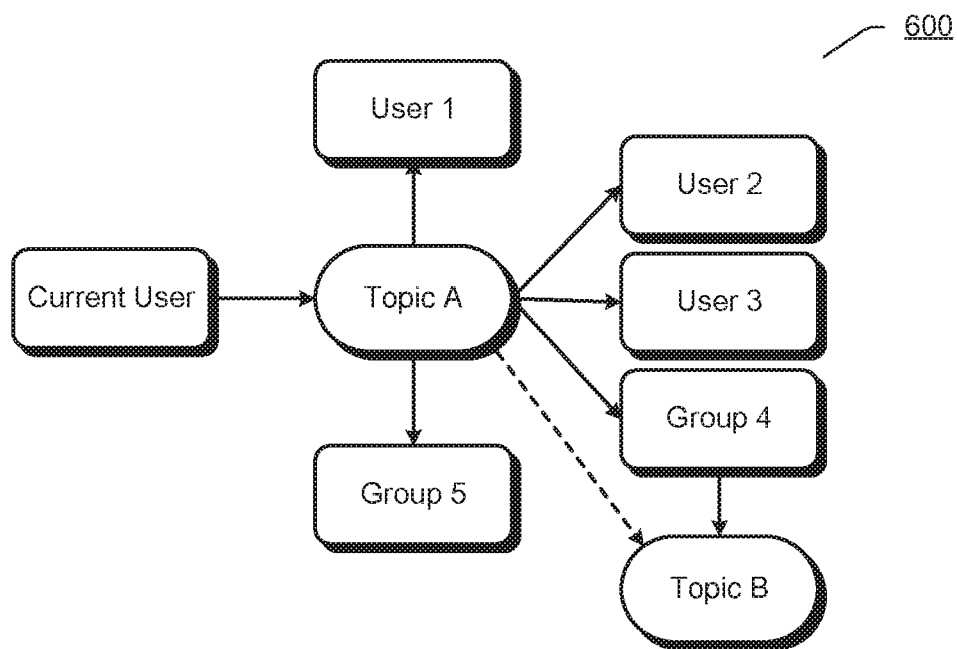 600
User 1
User 2
Current User
Topic A
User 3
Group 4
Group 5
Topic B